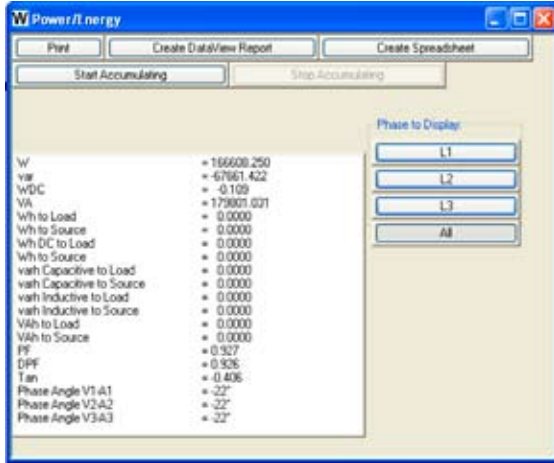 Power/Energy
Print
Create DataView Report
Create Spreadsheet
Start Accumulating
Stop Accumulating
Phase to Display:
L1
L2
L3
All
W = 166608.250
var = -67661.422
WDC = -0.109
VA = 179801.031
Wh to Load = 0.0000
Wh to Source = 0.0000
Wh DC to Load = 0.0000
Wh to Source = 0.0000
varh Capacitive to Load = 0.0000
varh Capacitive to Source = 0.0000
varh Inductive to Load = 0.0000
varh Inductive to Source = 0.0000
VAh to Load = 0.0000
VAh to Source = 0.0000
PF = 0.927
DPF = 0.926
Tan = -0.406
Phase Angle V1-A1 = -22°
Phase Angle V2-A2 = -22°
Phase Angle V3-A3 = -22°